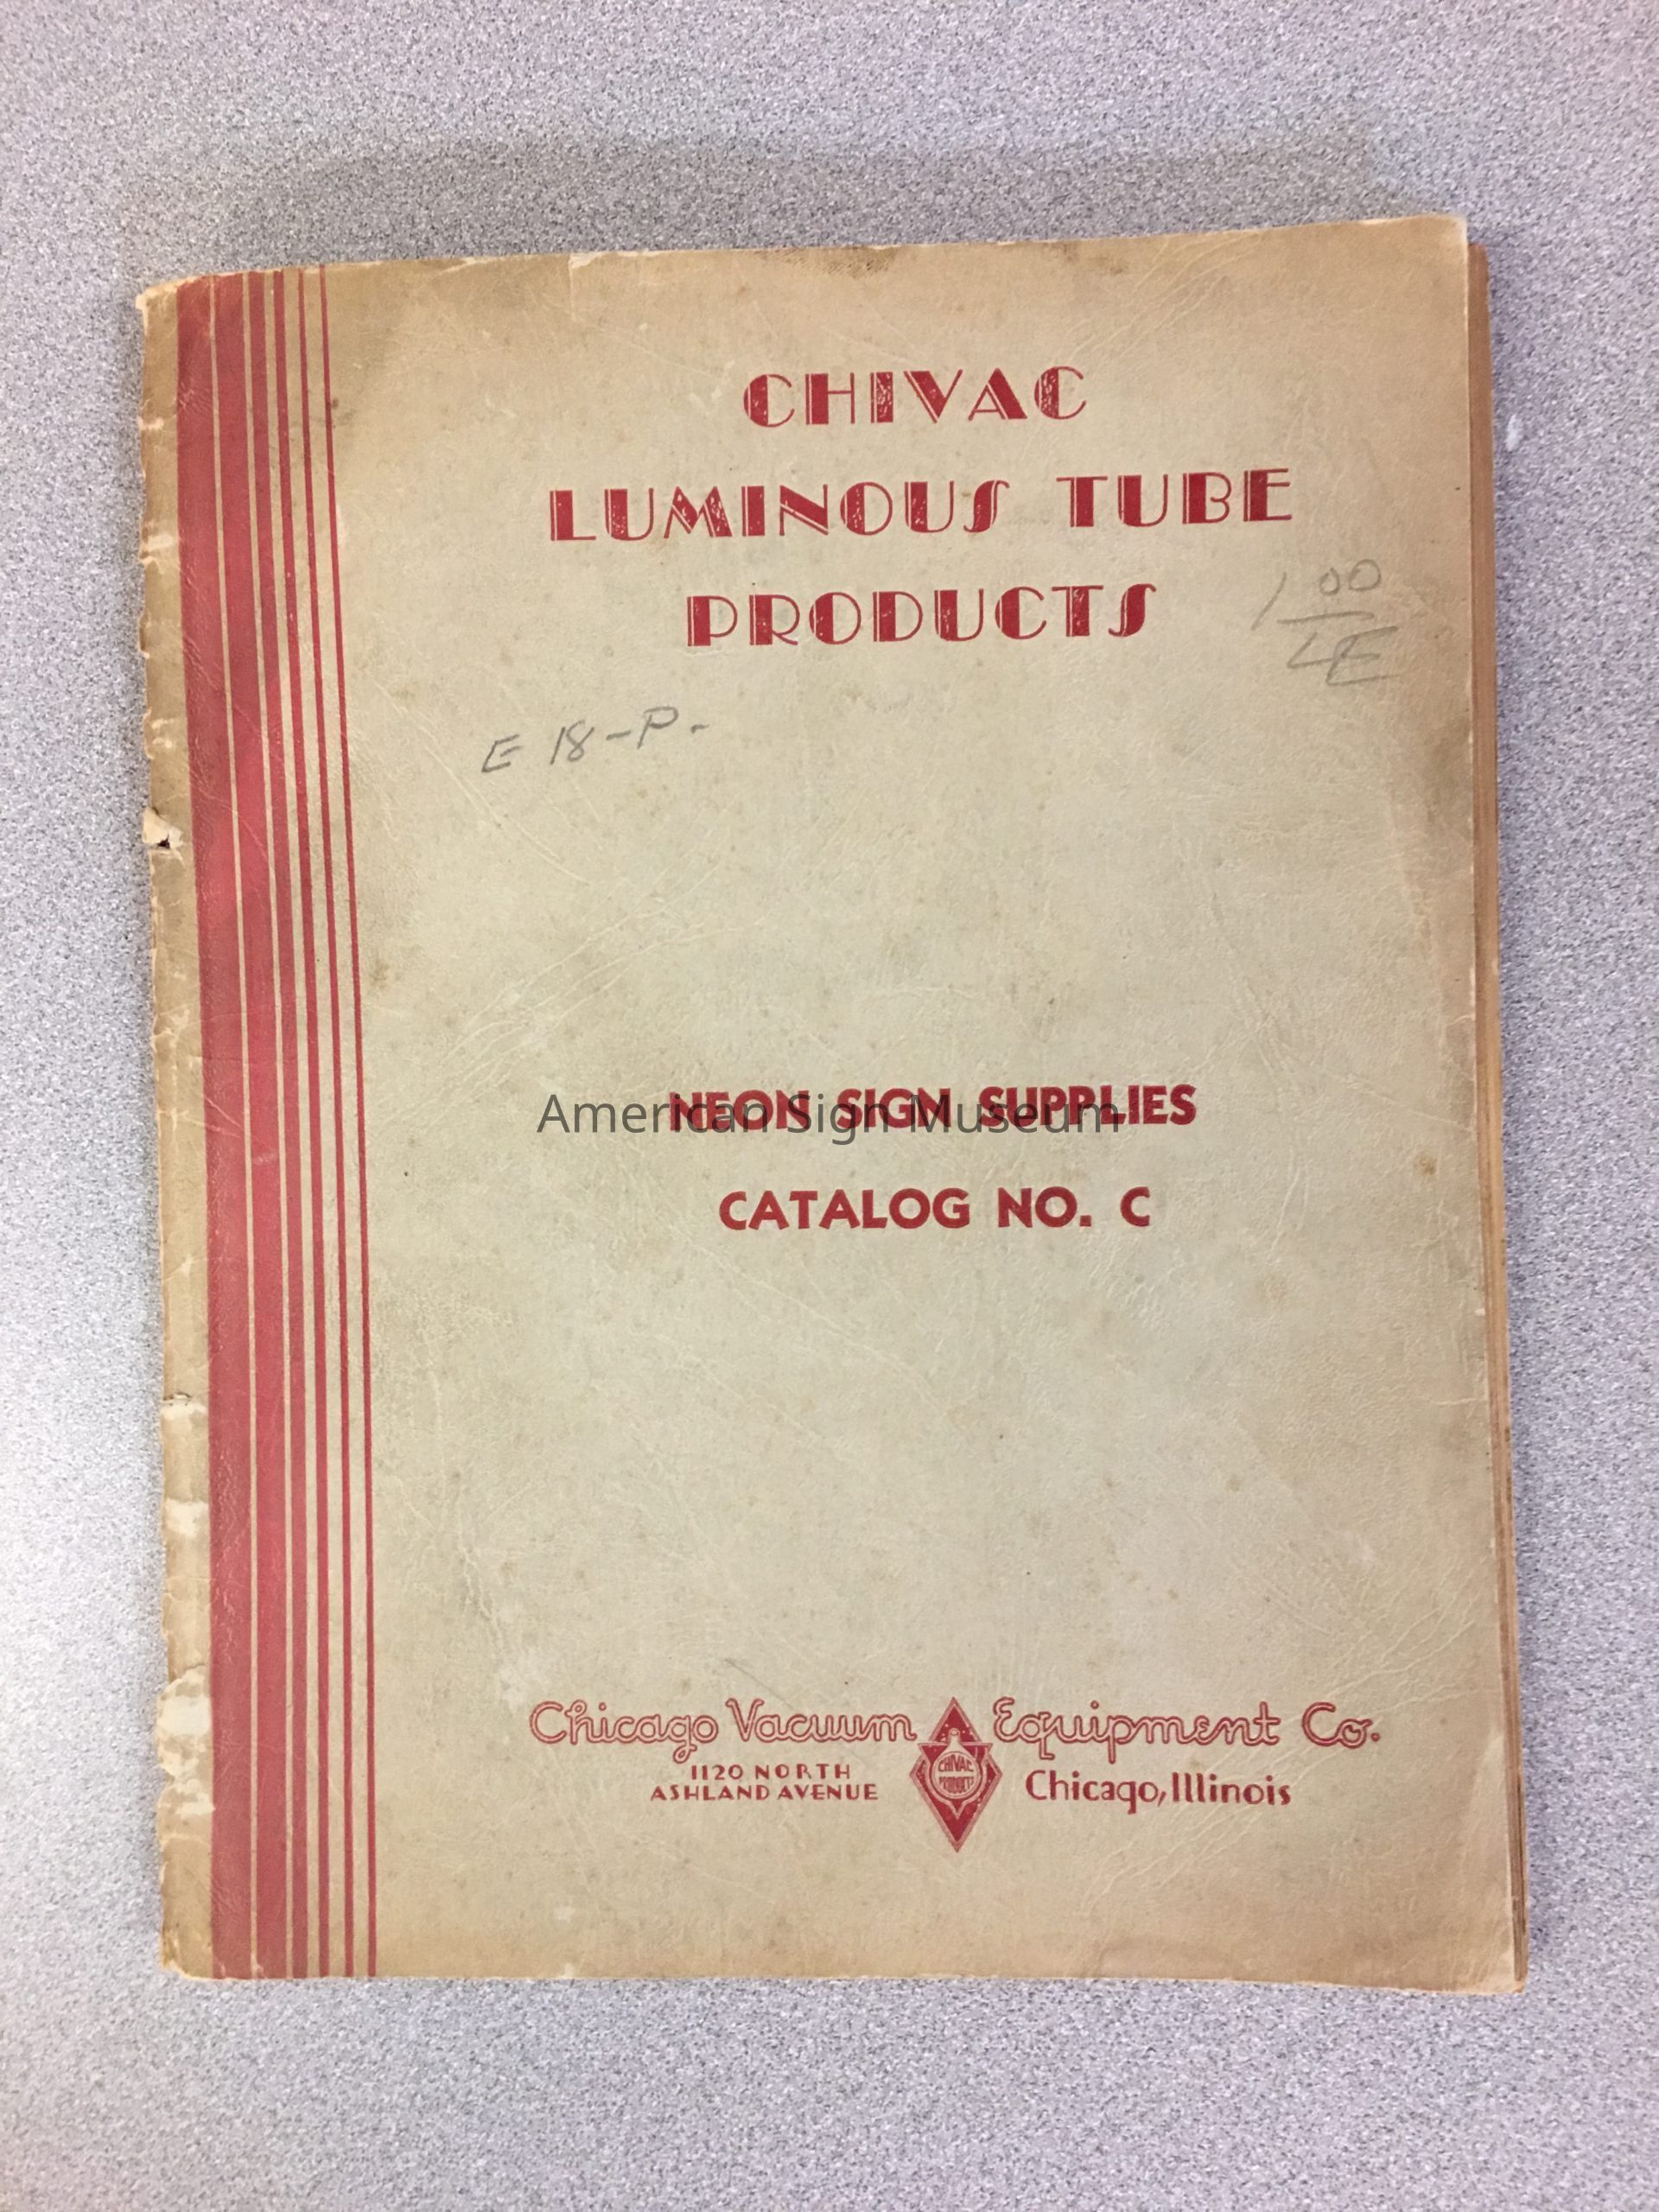 CHIVAC
LUMINOUS TUBE
PRODUCTS
1 00
LE
E 18-P-
NEON SIGN SUPPLIES
American Sign Museum
CATALOG NO. C
Chicago Vacuum Equipment Co.
1120 NORTH
ASHLAND AVENUE
CHIVAC
PRODUCTS
Chicago, Illinois